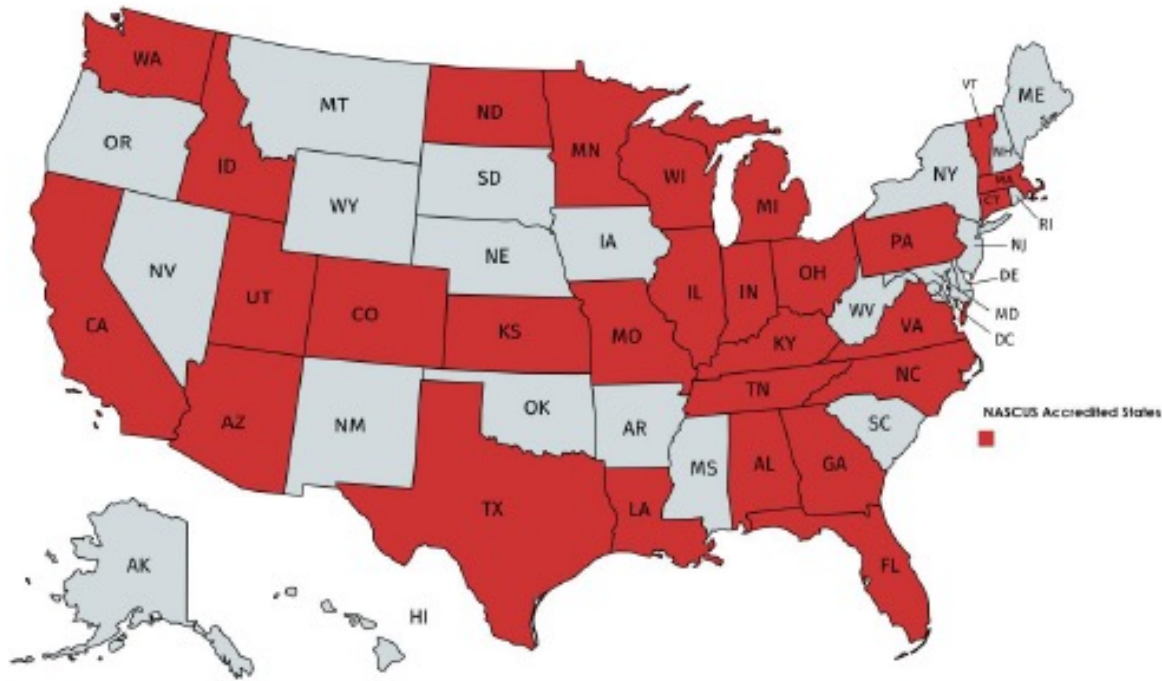 WA
MT
ND
MN
VT
ME
OR
ID
SD
WI
MI
NY
NH
MA
CT
RI
WY
IA
NE
PA
NJ
NV
UT
CO
KS
MO
IL
IN
OH
WV
VA
DE
MD
DC
CA
KY
NC
TN
AZ
NM
OK
AR
SC
NASCUS Accredited States
MS
AL
GA
TX
LA
FL
AK
HI